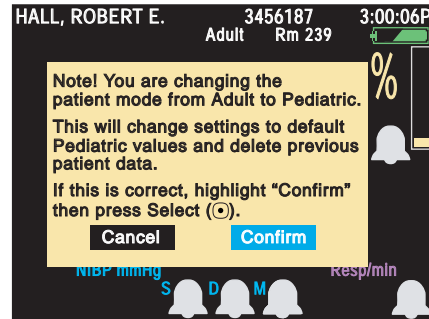 HALL, ROBERT E. 3456187 3:00:06P
Adult Rm 239
%
Note! You are changing the
patient mode from Adult to Pediatric.
This will change settings to default
Pediatric values and delete previous
patient data.
If this is correct, highlight “Confirm”
then press Select (⊙).
Cancel Confirm
NIBP mmHg Resp/min
S D M